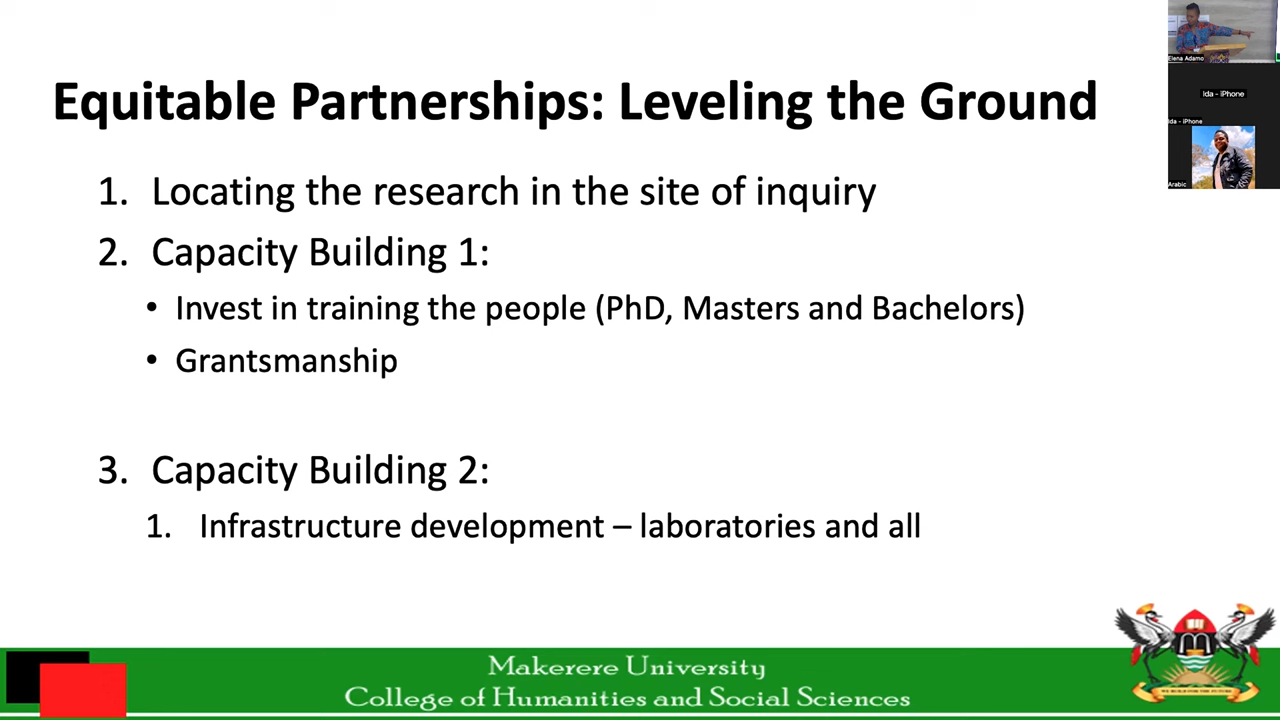 Equitable Partnerships: Leveling the Ground
1. Locating the research in the site of inquiry
2. Capacity Building 1:
• Invest in training the people (PhD, Masters and Bachelors)
• Grantsmanship
3. Capacity Building 2:
1. Infrastructure development – laboratories and all
Makerere University
College of Humanities and Social Sciences
Elena Adamo
Ida - iPhone
Ida - iPhone
Arabic